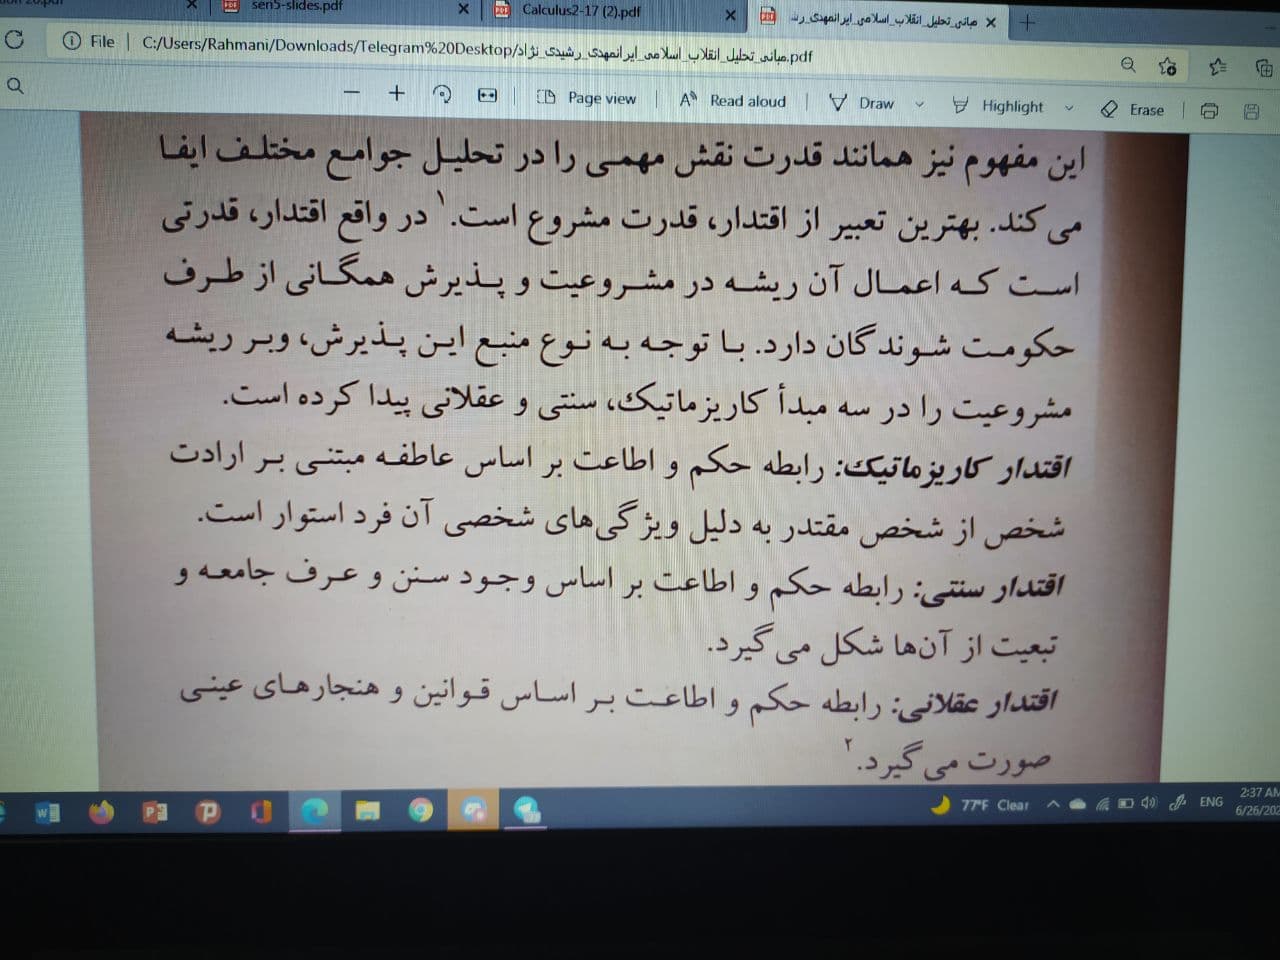 sen5-slides.pdf
Calculus2-17 (2).pdf
مبانی_تحلیل_انقلاب_اسلامی_ایرانمهدی_رشـ
File
C:/Users/Rahmani/Downloads/Telegram%20Desktop/مبانی_تحلیل_انقلاب_اسلامی_ایرانمهدی_رشیدی_نژاد.pdf
Page view
Read aloud
Draw
Highlight
Erase
این مفهوم نیز همانند قدرت نقش مهمی را در تحلیل جوامع مختلف ایفا
می‌کند. بهترین تعبیر از اقتدار، قدرت مشروع است.۱ در واقع اقتدار، قدرتی
است که اعمال آن ریشه در مشروعیت و پذیرش همگانی از طرف
حکومت شوندگان دارد. با توجه به نوع منبع این پذیرش، وبر ریشه
مشروعیت را در سه مبدأ کاریزماتیک، سنتی و عقلانی پیدا کرده است.
اقتدار کاریزماتیک: رابطه حکم و اطاعت بر اساس عاطفه مبتنی بر ارادت
شخص از شخص مقتدر به دلیل ویژگی‌های شخصی آن فرد استوار است.
اقتدار سنتی: رابطه حکم و اطاعت بر اساس وجود سنن و عرف جامعه و
تبعیت از آن‌ها شکل می‌گیرد.
اقتدار عقلانی: رابطه حکم و اطاعت بر اساس قوانین و هنجارهای عینی
صورت می‌گیرد.۲
77°F Clear
ENG
2:37 AM
6/26/202